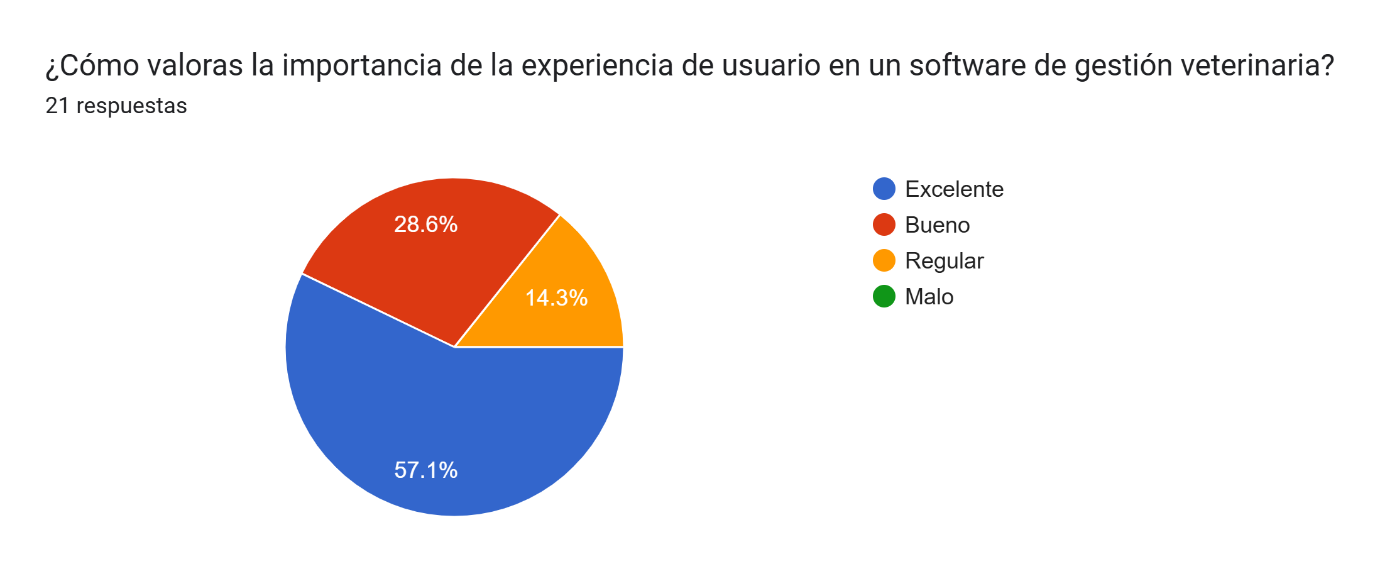 ¿Cómo valoras la importancia de la experiencia de usuario en un software de gestión veterinaria?
21 respuestas
28.6%
14.3%
57.1%
Excelente
Bueno
Regular
Malo